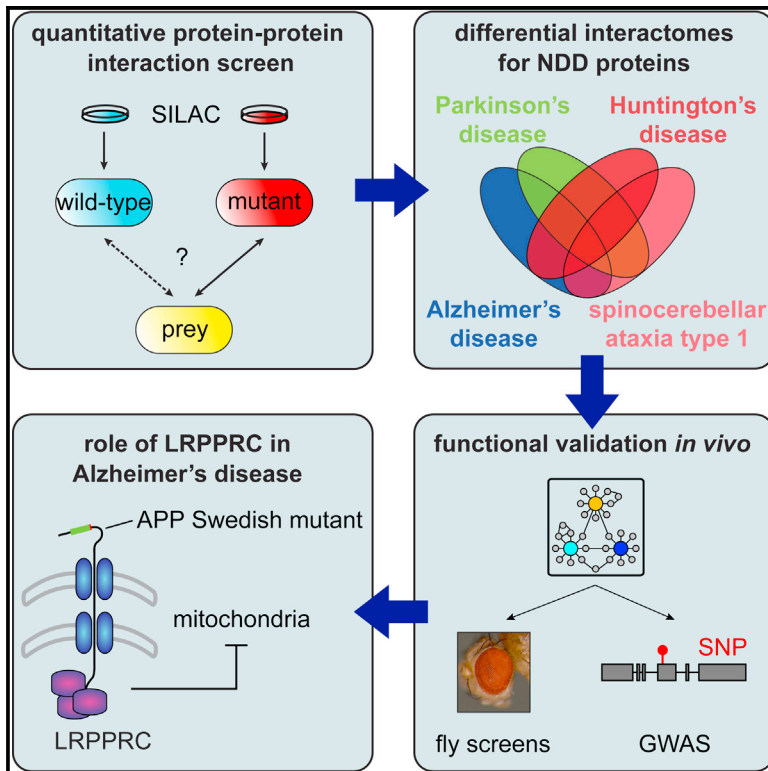 quantitative protein-protein
interaction screen
SILAC
wild-type
mutant
?
prey
differential interactomes
for NDD proteins
Parkinson's
disease
Huntington's
disease
Alzheimer's
disease
spinocerebellar
ataxia type 1
functional validation in vivo
SNP
fly screens
GWAS
role of LRPPRC in
Alzheimer's disease
APP Swedish mutant
mitochondria
LRPPRC